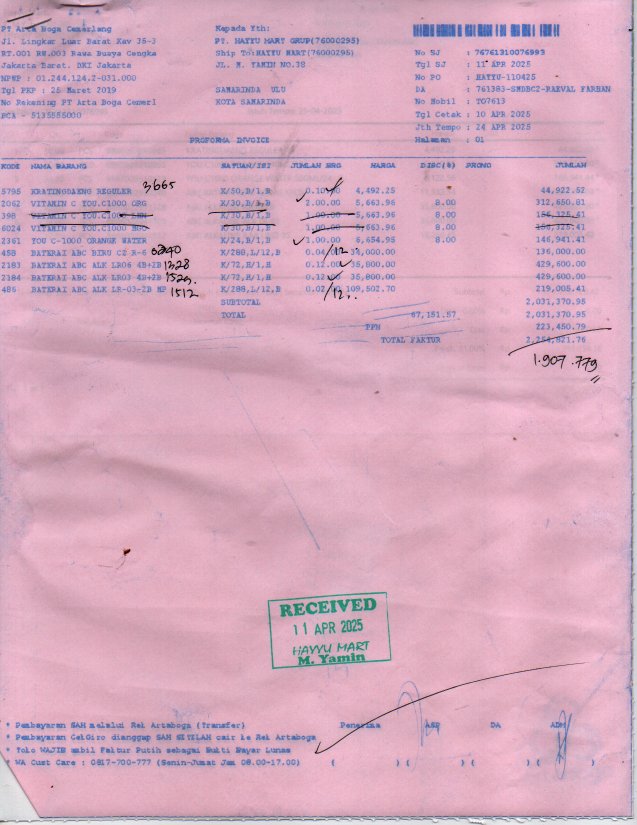 PT Arta Boga Cemerlang
Jl. Lingkar Luar Barat Kav 35-3
RT.001 RW.003 Rawa Buaya Cengka
Jakarta Barat. DKI Jakarta
NPWP : 01.244.124.2-031.000
Tgl PKP : 25 Maret 2019
No Rekening PT Arta Boga Cemerl
BCA - 5135555000
Kepada Yth:
PT. HAYYU MART GRUP(76000295)
Ship To:HAYYU MART(76000295)
JL. M. YAMIN NO.38
SAMARINDA ULU
KOTA SAMARINDA
No SJ : 76761310076993
Tgl SJ : 11 APR 2025
No PO : HAYYU-110425
DA : 761383-SMDBC2-RAEVAL FARHAN
No Mobil : TO7613
Tgl Cetak : 10 APR 2025
Jth Tempo : 24 APR 2025
Halaman : 01
PROFORMA INVOICE
KODE NAMA BARANG SATUAN/ISI JUMLAH BRG HARGA DISC(%) PROMO JUMLAH
5795 KRATINGDAENG REGULER 3665 K/50,B/1,B 0.10.00 4,492.25 44,922.52
2062 VITAMIN C YOU.C1000 ORG K/30,B/1,B 2.00.00 5,663.96 8.00 312,650.81
398 VITAMIN C YOU.C1000 LMN K/30,B/1,B 1.00.00 5,663.96 8.00 156,325.41
6024 VITAMIN C YOU.C1000 K/30,B/1,B 1.00.00 5,663.96 8.00 156,325.41
2361 YOU C-1000 ORANGE WATER K/24,B/1,B 1.00.00 6,654.95 8.00 146,941.41
458 BATERAI ABC BIRU CZ R-6 6240 K/288,L/12,B 0.04 /12 34,000.00 136,000.00
2183 BATERAI ABC ALK LR06 4B+2B 1328 K/72,H/1,H 0.12.00 35,800.00 429,600.00
2184 BATERAI ABC ALK LR03 4B+2B 1529. K/72,H/1,H 0.12.00 35,800.00 429,600.00
486 BATERAI ABC ALK LR-03-2B MP 1512 K/288,L/12,B 0.02 /12.. 109,502.70 219,005.41
SUBTOTAL 2,031,370.95
TOTAL 67,151.57 2,031,370.95
PPN 223,450.79
TOTAL FAKTUR 2,254,821.76
1.907.779
RECEIVED
11 APR 2025
HAYYU MART
M. Yamin
* Pembayaran SAH melalui Rek Artaboga (Transfer)
* Pembayaran Cek/Giro dianggap SAH SETELAH cair ke Rek Artaboga
* Toko WAJIB ambil Faktur Putih sebagai Bukti Bayar Lunas
* WA Cust Care : 0817-700-777 (Senin-Jumat Jam 08.00-17.00)
Penerima ASP DA ADM
( ) ( ) ( ) ( )